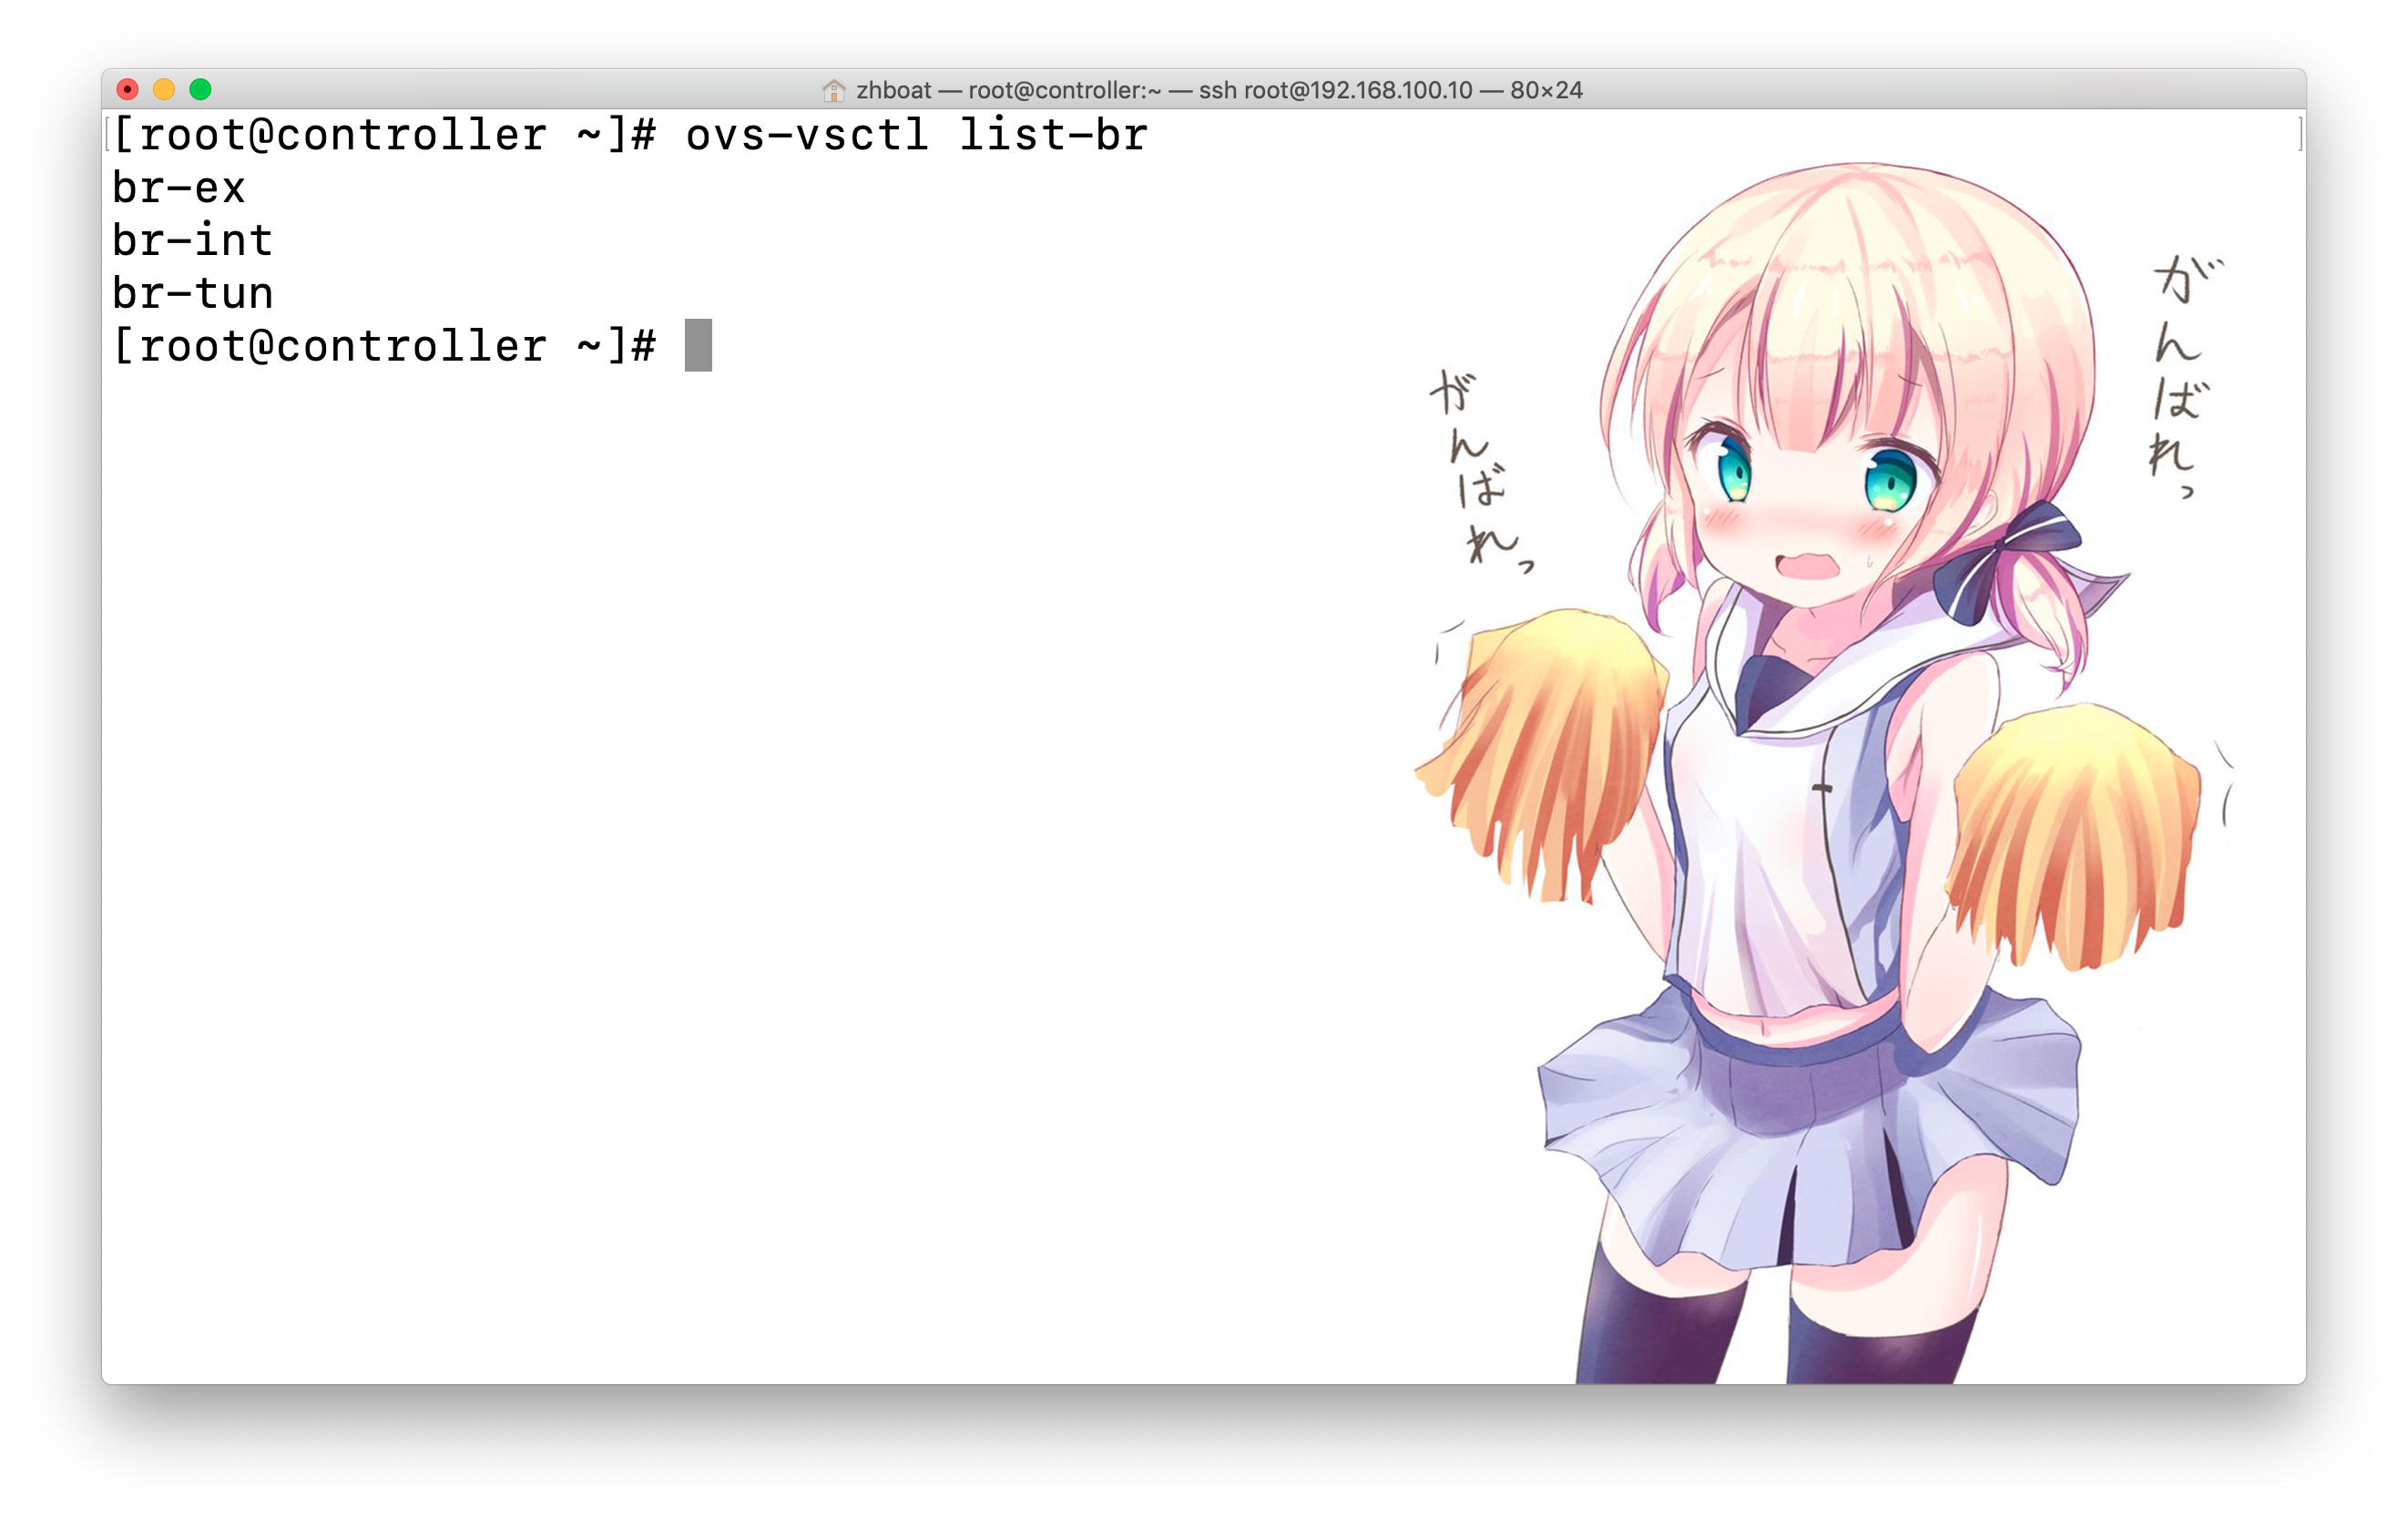 zhboat — root@controller:~ — ssh root@192.168.100.10 — 80×24
[root@controller ~]# ovs-vsctl list-br
br-ex
br-int
br-tun
[root@controller ~]#
がんばれっ
がんばれっ